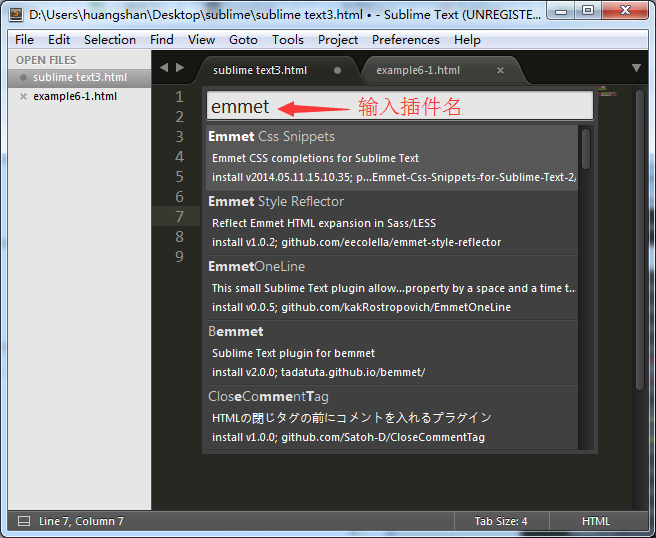 D:\Users\huangshan\Desktop\sublime\sublime text3.html • - Sublime Text (UNREGISTE...
File Edit Selection Find View Goto Tools Project Preferences Help
OPEN FILES
sublime text3.html
example6-1.html
sublime text3.html
example6-1.html
1
2
3
4
5
6
7
8
9
emmet
输入插件名
Emmet Css Snippets
Emmet CSS completions for Sublime Text
install v2014.05.11.15.10.35; p...Emmet-Css-Snippets-for-Sublime-Text-2/
Emmet Style Reflector
Reflect Emmet HTML expansion in Sass/LESS
install v1.0.2; github.com/eecolella/emmet-style-reflector
EmmetOneLine
This small Sublime Text plugin allow...property by a space and a time t...
install v0.0.5; github.com/kakRostropovich/EmmetOneLine
Bemmet
Sublime Text plugin for bemmet
install v2.0.0; tadatuta.github.io/bemmet/
CloseCommentTag
HTMLの閉じタグの前にコメントを入れるプラグイン
install v1.0.0; github.com/Satoh-D/CloseCommentTag
Line 7, Column 7
Tab Size: 4
HTML